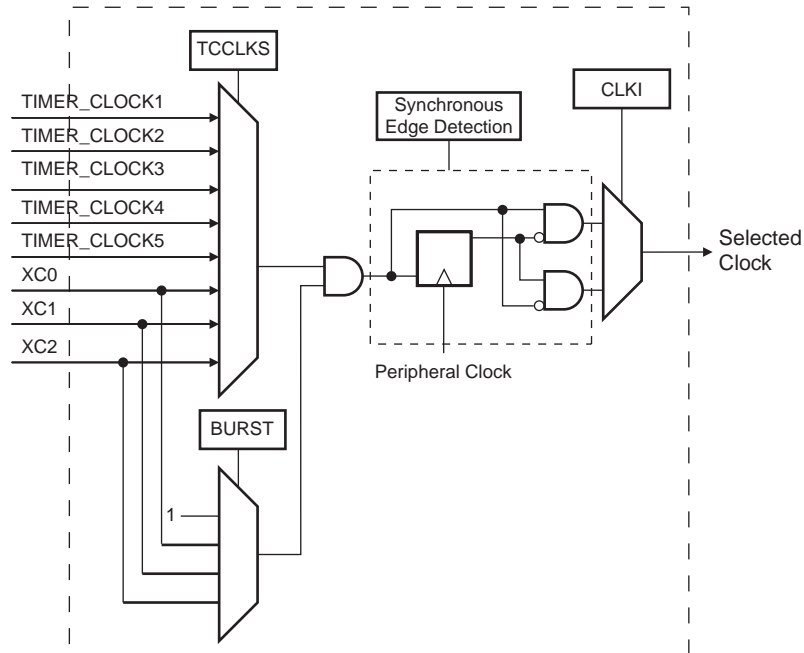 TCCLKS
TIMER_CLOCK1
TIMER_CLOCK2
TIMER_CLOCK3
TIMER_CLOCK4
TIMER_CLOCK5
XC0
XC1
XC2
Synchronous
Edge Detection
CLKI
Selected
Clock
Peripheral Clock
BURST
1